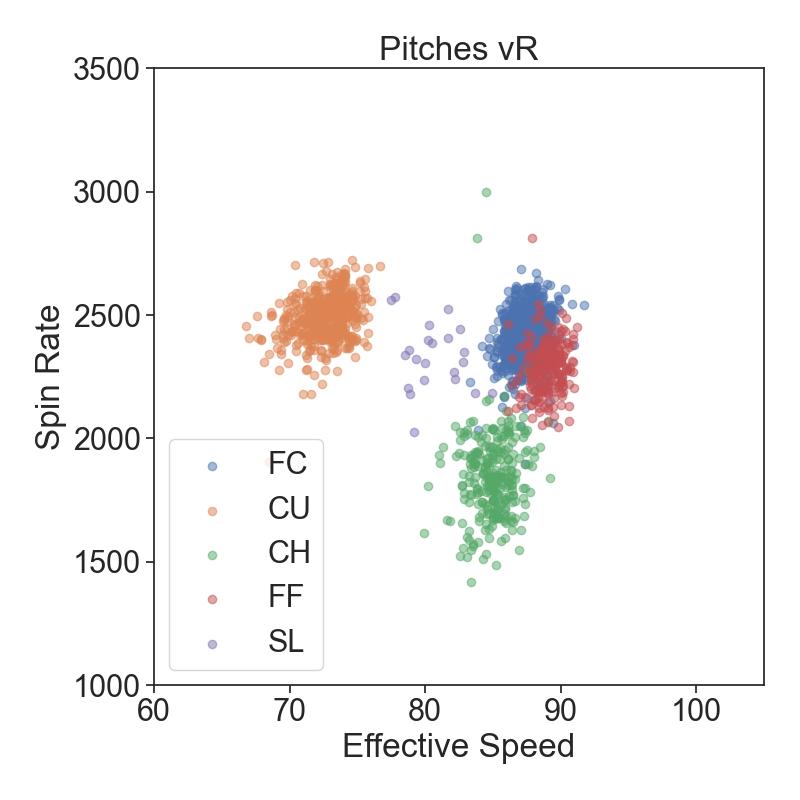 Pitches vR
3500
3000
2500
2000
1500
1000
Spin Rate
FC
CU
CH
FF
SL
60 70 80 90 100
Effective Speed